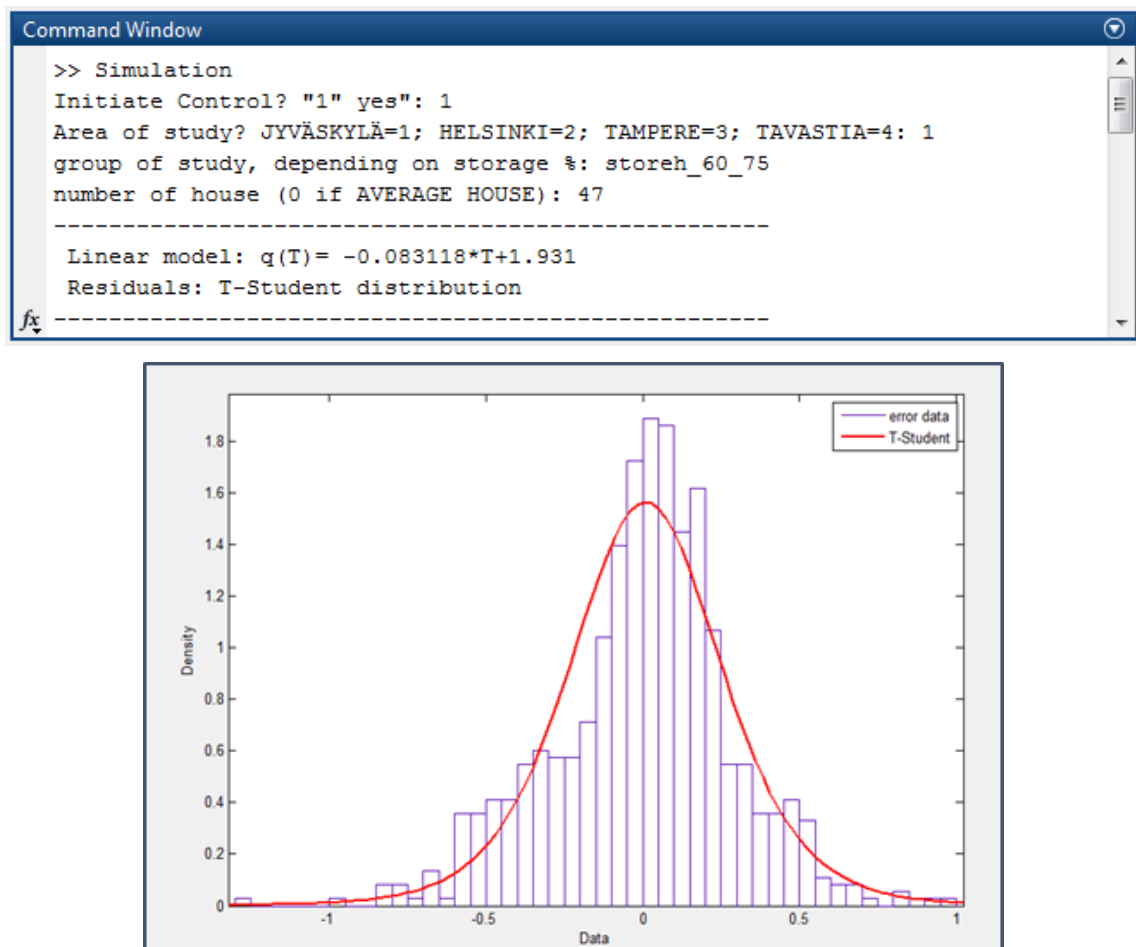 Command Window
>> Simulation
Initiate Control? "1" yes": 1
Area of study? JYVÄSKYLÄ=1; HELSINKI=2; TAMPERE=3; TAVASTIA=4: 1
group of study, depending on storage %: storeh_60_75
number of house (0 if AVERAGE HOUSE): 47
----------------------------------------------------
Linear model: q(T)= -0.083118*T+1.931
Residuals: T-Student distribution
----------------------------------------------------
fx
error data
T-Student
1.8
1.6
1.4
1.2
1
0.8
0.6
0.4
0.2
0
Density
-1
-0.5
0
0.5
1
Data